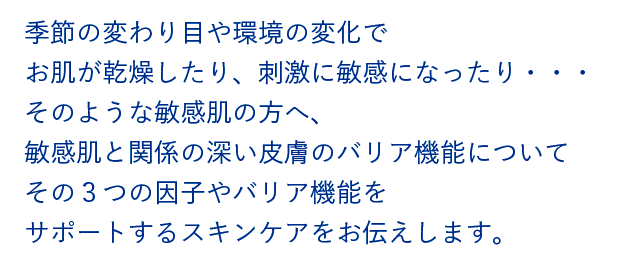 季節の変わり目や環境の変化で
お肌が乾燥したり、刺激に敏感になったり・・・
そのような敏感肌の方へ、
敏感肌と関係の深い皮膚のバリア機能について
その３つの因子やバリア機能を
サポートするスキンケアをお伝えします。